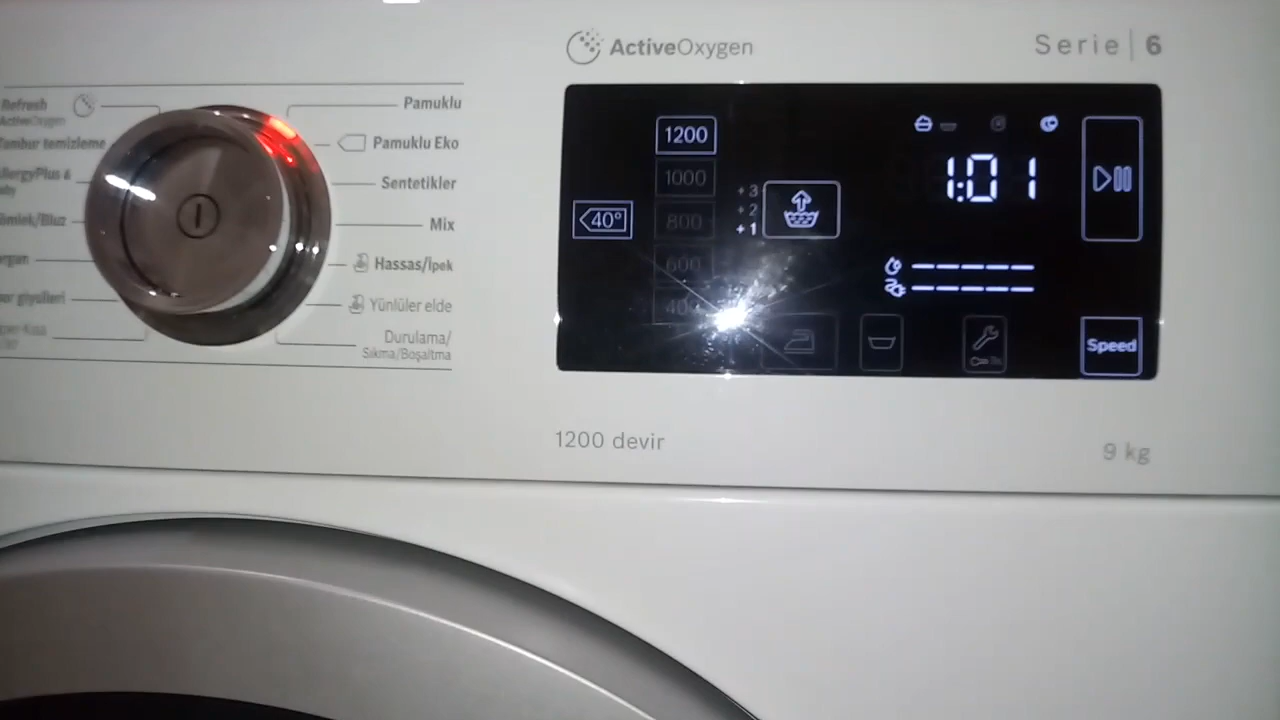 ActiveOxygen
Serie | 6
Refresh
ActiveOxygen
Pamuklu
Pamuklu Eko
Sentetikler
Mix
Hassas/İpek
Yünlüler elde
Durulama/
Sıkma/Boşaltma
temizleme
1200
1000
800
600
40°
+3
+2
+1
1:01
Speed
1200 devir
9 kg